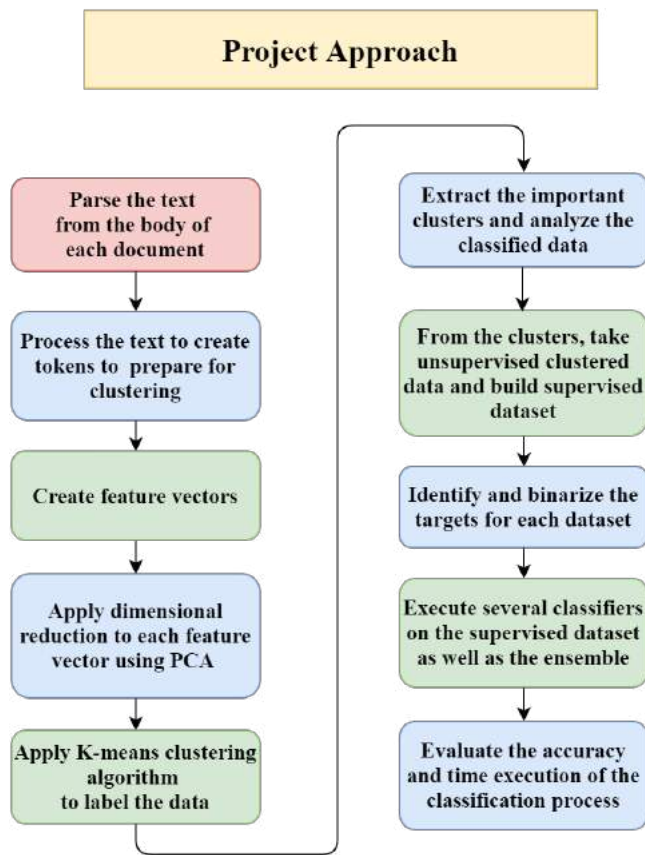 Project Approach
Parse the text
from the body of
each document
Process the text to create
tokens to prepare for
clustering
Create feature vectors
Apply dimensional
reduction to each feature
vector using PCA
Apply K-means clustering
algorithm
to label the data
Extract the important
clusters and analyze the
classified data
From the clusters, take
unsupervised clustered
data and build supervised
dataset
Identify and binarize the
targets for each dataset
Execute several classifiers
on the supervised dataset
as well as the ensemble
Evaluate the accuracy
and time execution of the
classification process